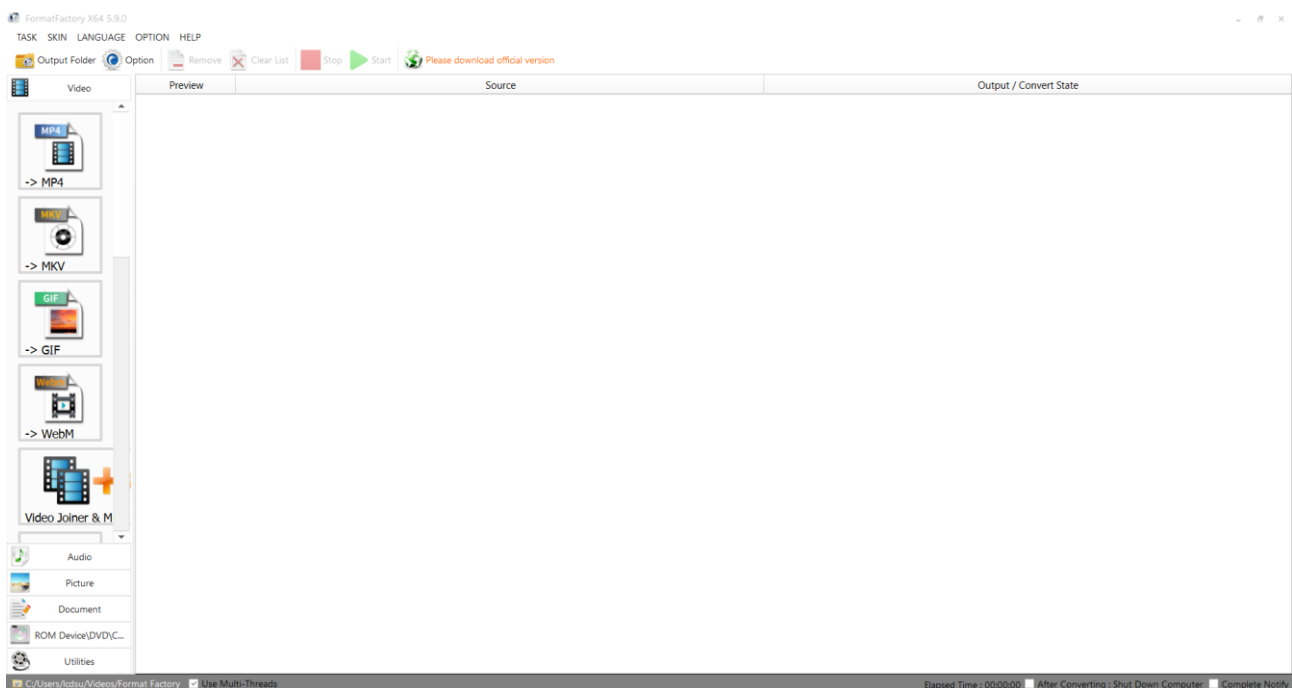 FormatFactory X64 5.9.0
TASK SKIN LANGUAGE OPTION HELP
Output Folder Option Remove Clear List Stop Start Please download official version
Video Preview Source Output / Convert State
MP4
-> MP4
MKV
-> MKV
GIF
-> GIF
WebM
-> WebM
Video Joiner & M
Audio
Picture
Document
ROM Device\DVD\C...
Utilities
C:/Users/lcdsu/Videos/Format Factory Use Multi-Threads Elapsed Time : 00:00:00 After Converting : Shut Down Computer Complete Notify